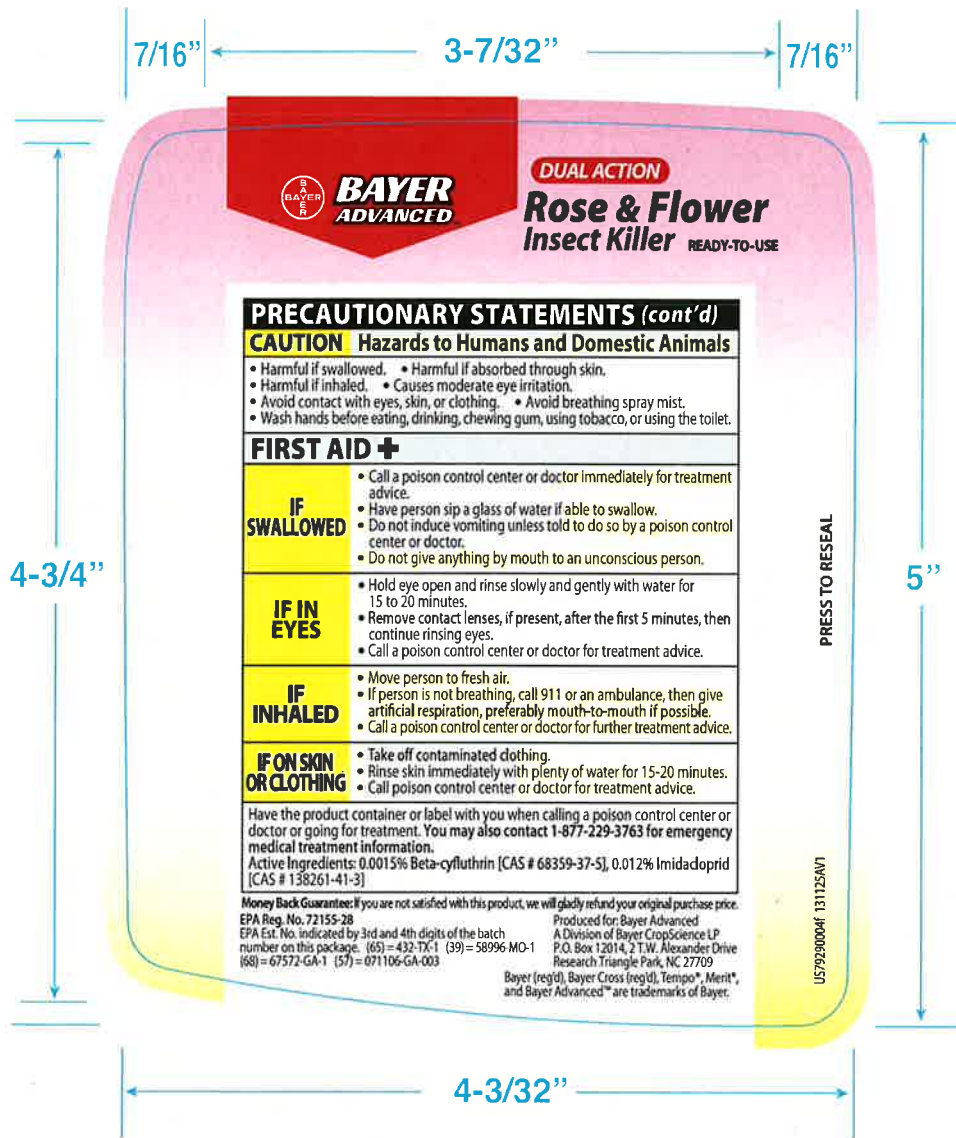 7/16” 3-7/32” 7/16”
BAYER
BAYER
BAYER
ADVANCED™
DUAL ACTION
Rose & Flower
Insect Killer READY-TO-USE
PRECAUTIONARY STATEMENTS (cont'd)
CAUTION Hazards to Humans and Domestic Animals
• Harmful if swallowed. • Harmful if absorbed through skin.
• Harmful if inhaled. • Causes moderate eye irritation.
• Avoid contact with eyes, skin, or clothing. • Avoid breathing spray mist.
• Wash hands before eating, drinking, chewing gum, using tobacco, or using the toilet.
FIRST AID +
IF
SWALLOWED
• Call a poison control center or doctor immediately for treatment
advice.
• Have person sip a glass of water if able to swallow.
• Do not induce vomiting unless told to do so by a poison control
center or doctor.
• Do not give anything by mouth to an unconscious person.
IF IN
EYES
• Hold eye open and rinse slowly and gently with water for
15 to 20 minutes.
• Remove contact lenses, if present, after the first 5 minutes, then
continue rinsing eyes.
• Call a poison control center or doctor for treatment advice.
IF
INHALED
• Move person to fresh air.
• If person is not breathing, call 911 or an ambulance, then give
artificial respiration, preferably mouth-to-mouth if possible.
• Call a poison control center or doctor for further treatment advice.
IF ON SKIN
OR CLOTHING
• Take off contaminated clothing.
• Rinse skin immediately with plenty of water for 15-20 minutes.
• Call poison control center or doctor for treatment advice.
Have the product container or label with you when calling a poison control center or
doctor or going for treatment. You may also contact 1-877-229-3763 for emergency
medical treatment information.
Active Ingredients: 0.0015% Beta-cyfluthrin [CAS # 68359-37-5], 0.012% Imidacloprid
[CAS # 138261-41-3]
Money Back Guarantee: If you are not satisfied with this product, we will gladly refund your original purchase price.
EPA Reg. No. 72155-28
EPA Est. No. indicated by 3rd and 4th digits of the batch
number on this package. (65) = 432-TX-1 (39) = 58996-MO-1
(68) = 67572-GA-1 (57) = 071106-GA-003
Produced for: Bayer Advanced
A Division of Bayer CropScience LP
P.O. Box 12014, 2 T.W. Alexander Drive
Research Triangle Park, NC 27709
Bayer (reg'd), Bayer Cross (reg'd), Tempo®, Merit®,
and Bayer Advanced™ are trademarks of Bayer.
PRESS TO RESEAL
US79290004f 131125AV1
4-3/4”
5”
4-3/32”